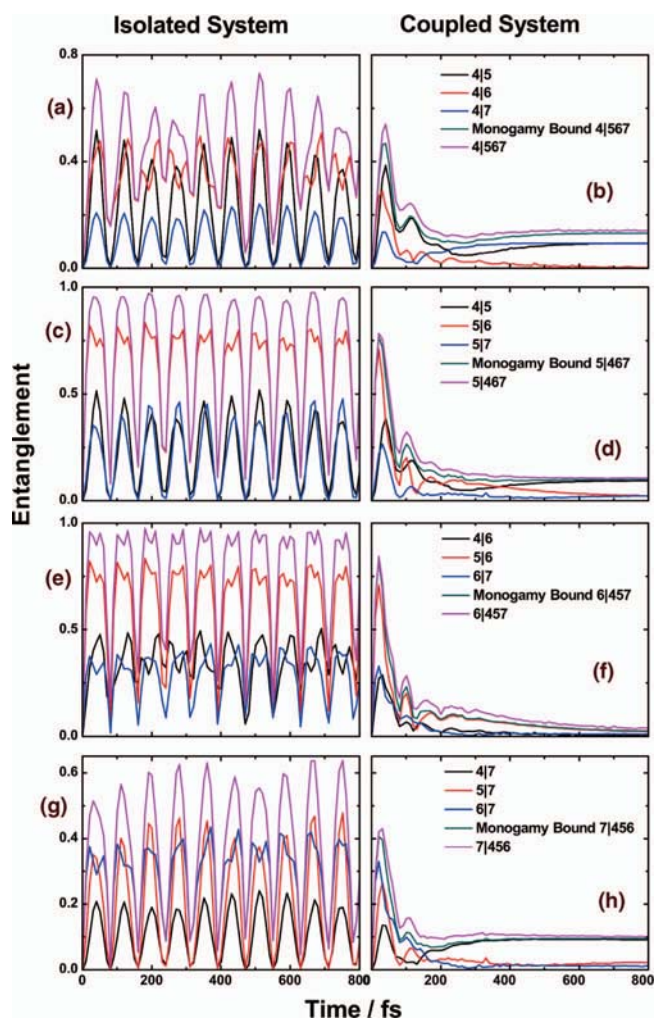 Isolated System
Coupled System
Entanglement
0.8
0.4
0.0
(a)
4|5
4|6
4|7
Monogamy Bound 4|567
4|567
(b)
1.0
0.5
0.0
(c)
4|5
5|6
5|7
Monogamy Bound 5|467
5|467
(d)
1.0
0.5
0.0
(e)
4|6
5|6
6|7
Monogamy Bound 6|457
6|457
(f)
0.6
0.4
0.2
0.0
(g)
4|7
5|7
6|7
Monogamy Bound 7|456
7|456
(h)
0 200 400 600 800
0 200 400 600 800
Time / fs